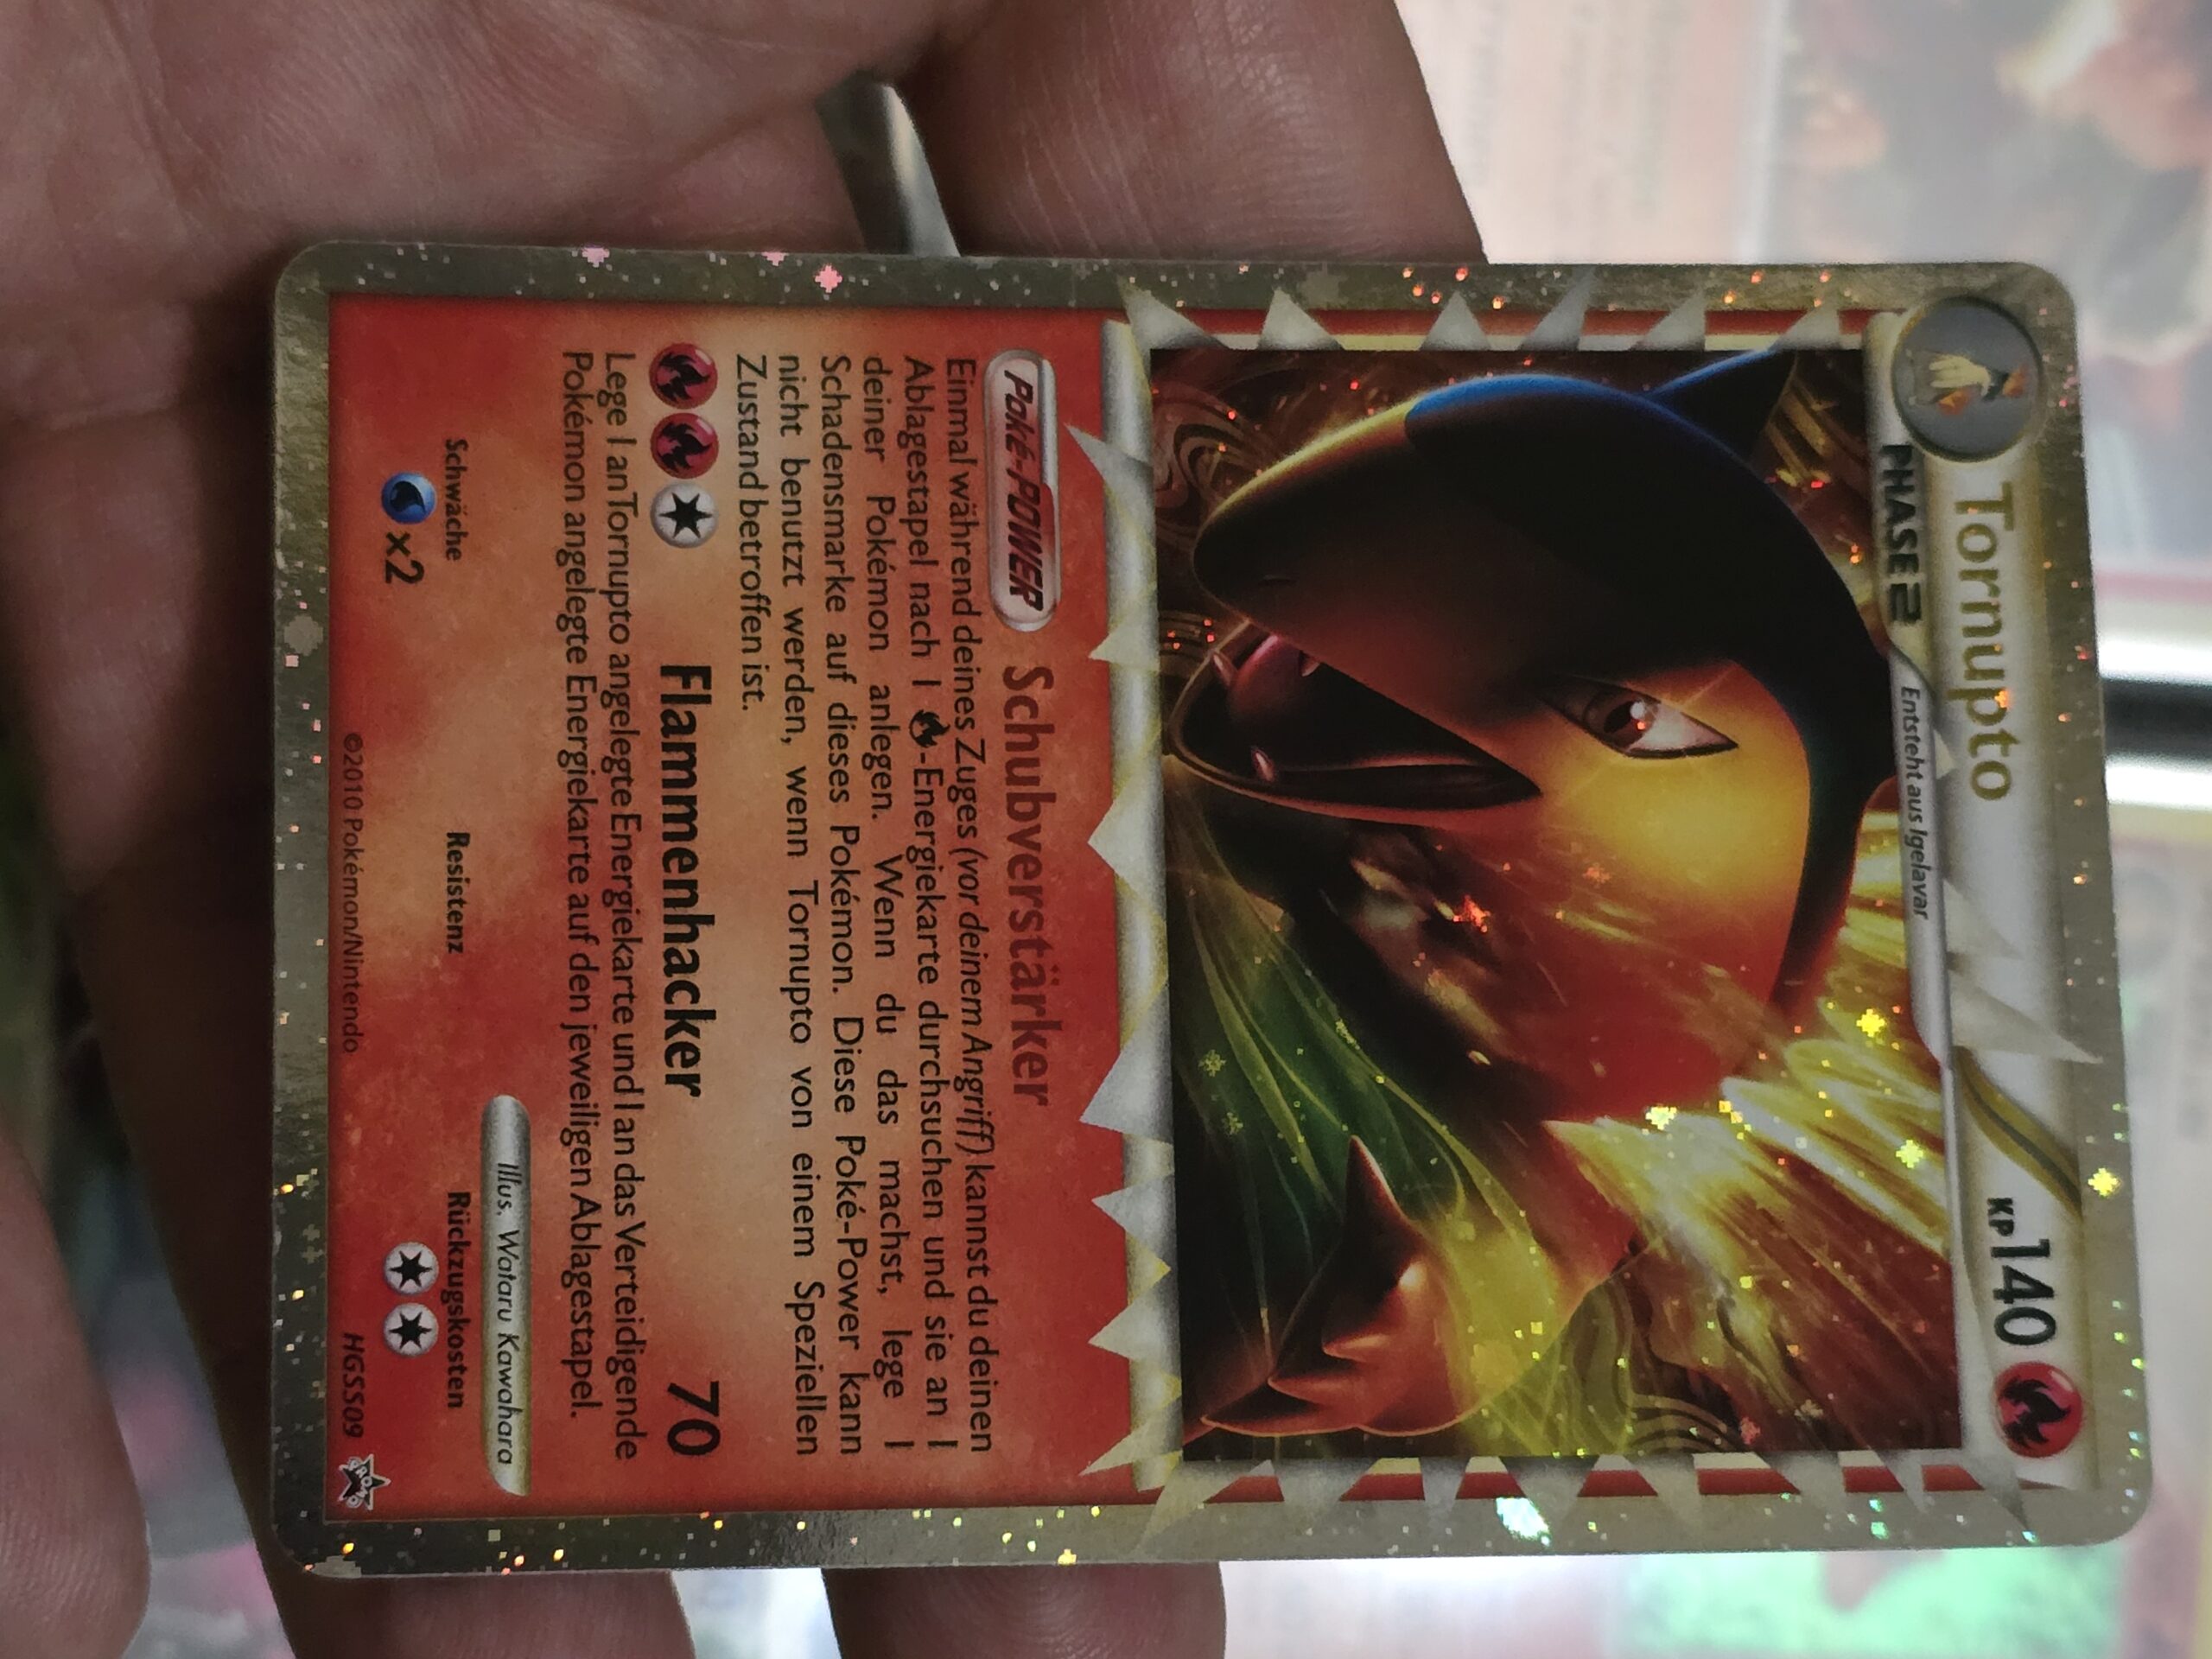 Tornupto
KP 140
PHASE 2
Entsteht aus Igelavar
Poké-POWER Schubverstärker
Einmal während deines Zuges (vor deinem Angriff) kannst du deinen
Ablagestapel nach 1 -Energiekarte durchsuchen und sie an 1
deiner Pokémon anlegen. Wenn du das machst, lege 1
Schadensmarke auf dieses Pokémon. Diese Poké-Power kann
nicht benutzt werden, wenn Tornupto von einem Speziellen
Zustand betroffen ist.
Flammenhacker 70
Lege 1 an Tornupto angelegte Energiekarte und 1 an das Verteidigende
Pokémon angelegte Energiekarte auf den jeweiligen Ablagestapel.
Illus. Wataru Kawahara
Schwäche Resistenz Rückzugskosten
x2
©2010 Pokémon/Nintendo HGSS09
PROMO